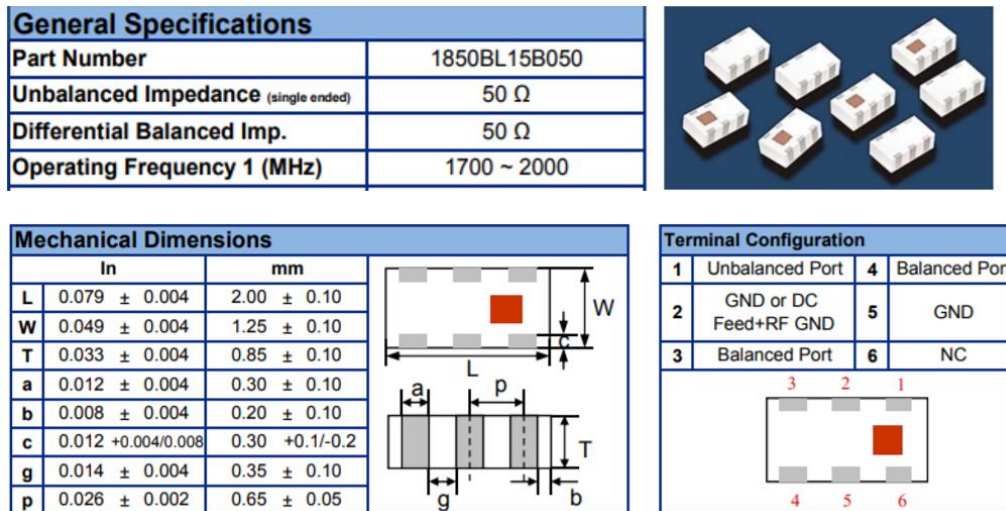 General Specifications
Part Number 1850BL15B050
Unbalanced Impedance (single ended) 50 Ω
Differential Balanced Imp. 50 Ω
Operating Frequency 1 (MHz) 1700 ~ 2000
Mechanical Dimensions
In mm
L 0.079 ± 0.004 2.00 ± 0.10
W 0.049 ± 0.004 1.25 ± 0.10
T 0.033 ± 0.004 0.85 ± 0.10
a 0.012 ± 0.004 0.30 ± 0.10
b 0.008 ± 0.004 0.20 ± 0.10
c 0.012 +0.004/0.008 0.30 +0.1/-0.2
g 0.014 ± 0.004 0.35 ± 0.10
p 0.026 ± 0.002 0.65 ± 0.05
W
c
L
a p
T
g b
Terminal Configuration
1 Unbalanced Port 4 Balanced Por
2 GND or DC
Feed+RF GND 5 GND
3 Balanced Port 6 NC
3 2 1
4 5 6